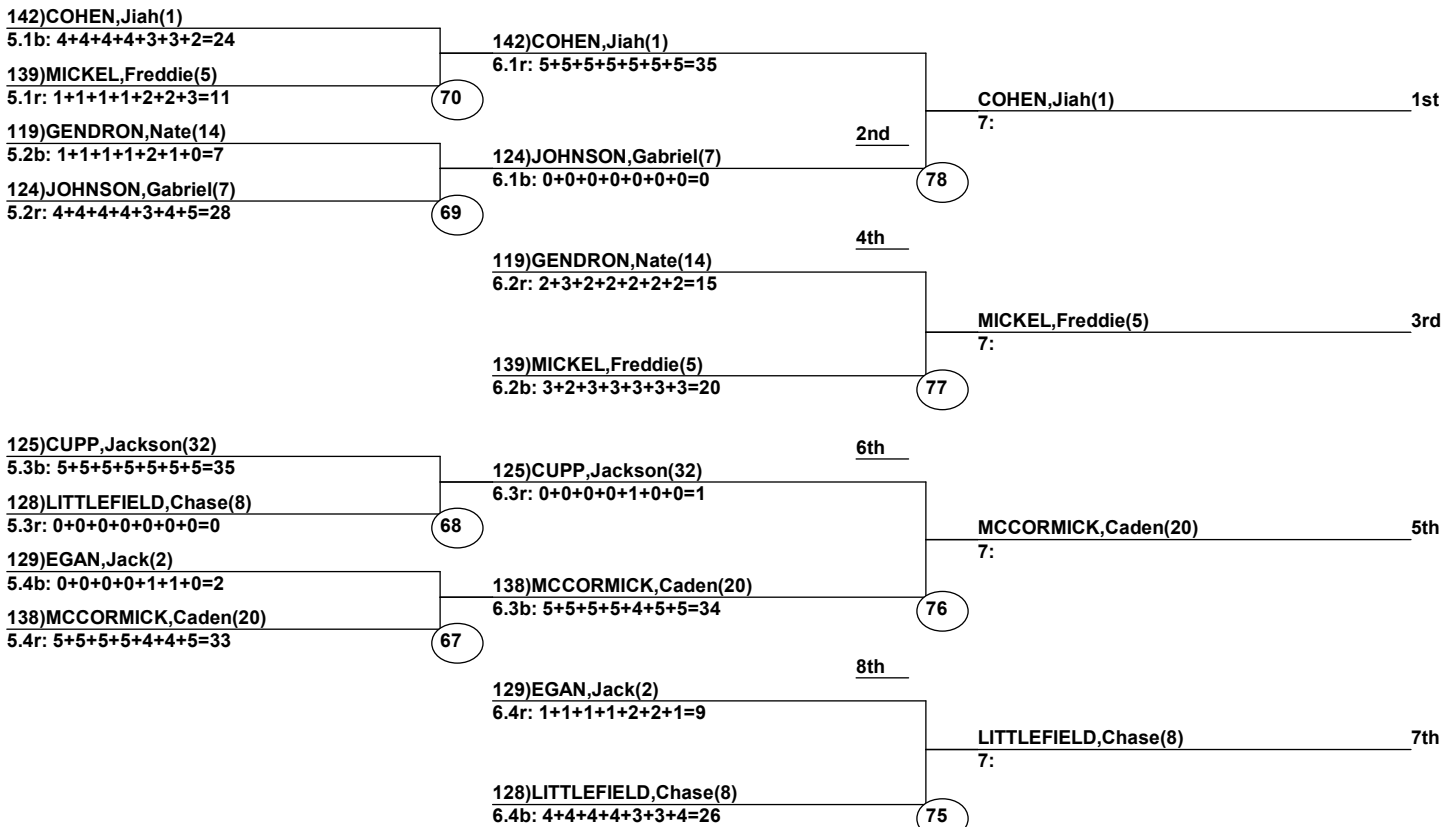 142)COHEN,Jiah(1)
5.1b: 4+4+4+4+3+3+2=24
139)MICKEL,Freddie(5)
5.1r: 1+1+1+1+2+2+3=11
70
119)GENDRON,Nate(14)
5.2b: 1+1+1+1+2+1+0=7
124)JOHNSON,Gabriel(7)
5.2r: 4+4+4+4+3+4+5=28
69
142)COHEN,Jiah(1)
6.1r: 5+5+5+5+5+5+5=35
2nd
124)JOHNSON,Gabriel(7)
6.1b: 0+0+0+0+0+0+0=0
78
COHEN,Jiah(1)
1st
7:
4th
119)GENDRON,Nate(14)
6.2r: 2+3+2+2+2+2+2=15
139)MICKEL,Freddie(5)
6.2b: 3+2+3+3+3+3+3=20
77
MICKEL,Freddie(5)
3rd
7:
125)CUPP,Jackson(32)
5.3b: 5+5+5+5+5+5+5=35
128)LITTLEFIELD,Chase(8)
5.3r: 0+0+0+0+0+0+0=0
68
129)EGAN,Jack(2)
5.4b: 0+0+0+0+1+1+0=2
138)MCCORMICK,Caden(20)
5.4r: 5+5+5+5+4+4+5=33
67
6th
125)CUPP,Jackson(32)
6.3r: 0+0+0+0+1+0+0=1
138)MCCORMICK,Caden(20)
6.3b: 5+5+5+5+4+5+5=34
76
MCCORMICK,Caden(20)
5th
7:
8th
129)EGAN,Jack(2)
6.4r: 1+1+1+1+2+2+1=9
128)LITTLEFIELD,Chase(8)
6.4b: 4+4+4+4+3+3+4=26
75
LITTLEFIELD,Chase(8)
7th
7: